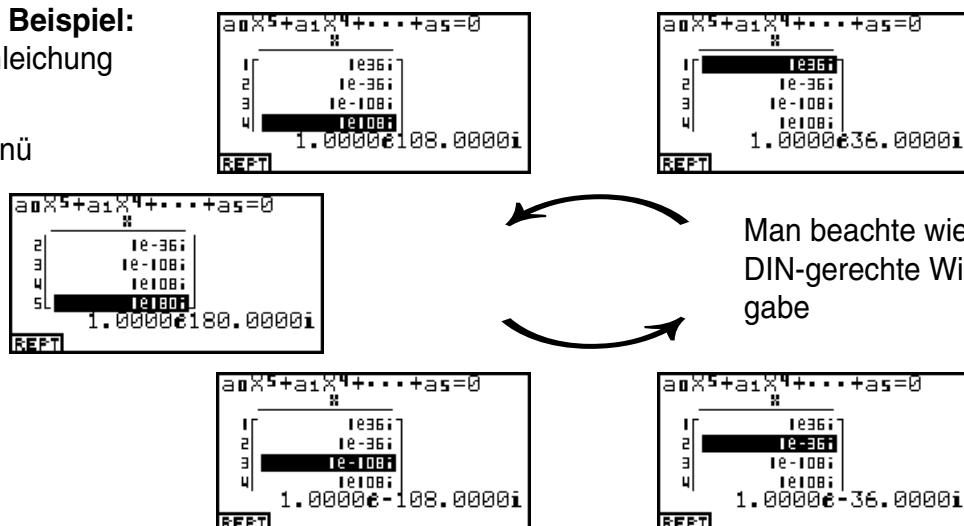 Beispiel:
leichung
nü
a₀X⁵+a₁X⁴+···+a₅=0
X
1 1e36i
2 1e-36i
3 1e-108i
4 1e108i
1.0000e108.0000i
REPT
a₀X⁵+a₁X⁴+···+a₅=0
X
1 1e36i
2 1e-36i
3 1e-108i
4 1e108i
1.0000e36.0000i
REPT
a₀X⁵+a₁X⁴+···+a₅=0
X
2 1e-36i
3 1e-108i
4 1e108i
5 1e180i
1.0000e180.0000i
REPT
Man beachte wie
DIN-gerechte Wi
gabe
a₀X⁵+a₁X⁴+···+a₅=0
X
1 1e36i
2 1e-36i
3 1e-108i
4 1e108i
1.0000e-108.0000i
REPT
a₀X⁵+a₁X⁴+···+a₅=0
X
1 1e36i
2 1e-36i
3 1e-108i
4 1e108i
1.0000e-36.0000i
REPT